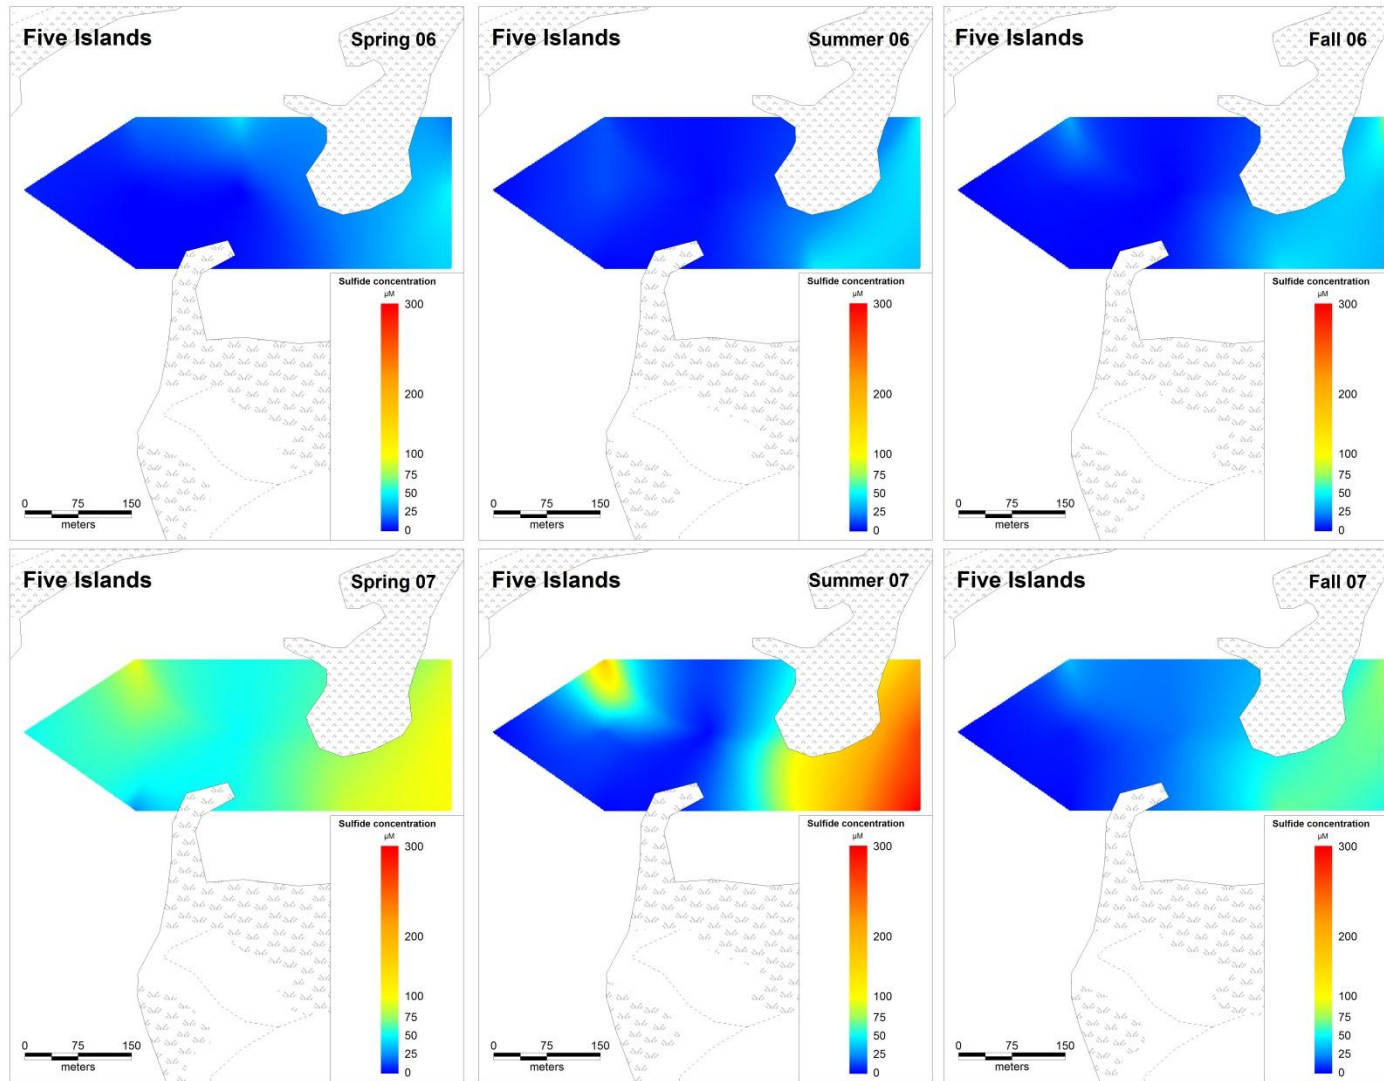 Five Islands Spring 06
Sulfide concentration
µM
300
200
100
75
50
25
0
0 75 150
meters
Five Islands Summer 06
Sulfide concentration
µM
300
200
100
75
50
25
0
0 75 150
meters
Five Islands Fall 06
Sulfide concentration
µM
300
200
100
75
50
25
0
0 75 150
meters
Five Islands Spring 07
Sulfide concentration
µM
300
200
100
75
50
25
0
0 75 150
meters
Five Islands Summer 07
Sulfide concentration
µM
300
200
100
75
50
25
0
0 75 150
meters
Five Islands Fall 07
Sulfide concentration
µM
300
200
100
75
50
25
0
0 75 150
meters